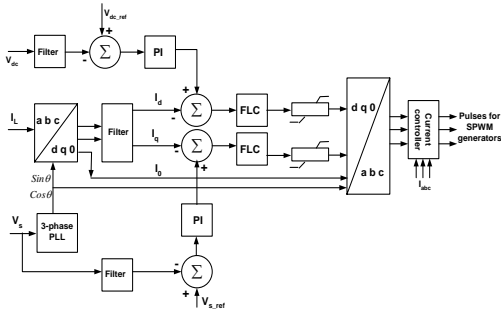 V_dc_ref
V_dc
Filter
+
-
Σ
PI
I_L
a b c
d q 0
Filter
I_d
I_q
I_0
+
-
Σ
-
+
Σ
FLC
FLC
d q 0
a b c
Current
controller
I_abc
Pulses for
SPWM
generators
Sinθ
Cosθ
V_s
3-phase
PLL
Filter
PI
-
+
Σ
V_s_ref